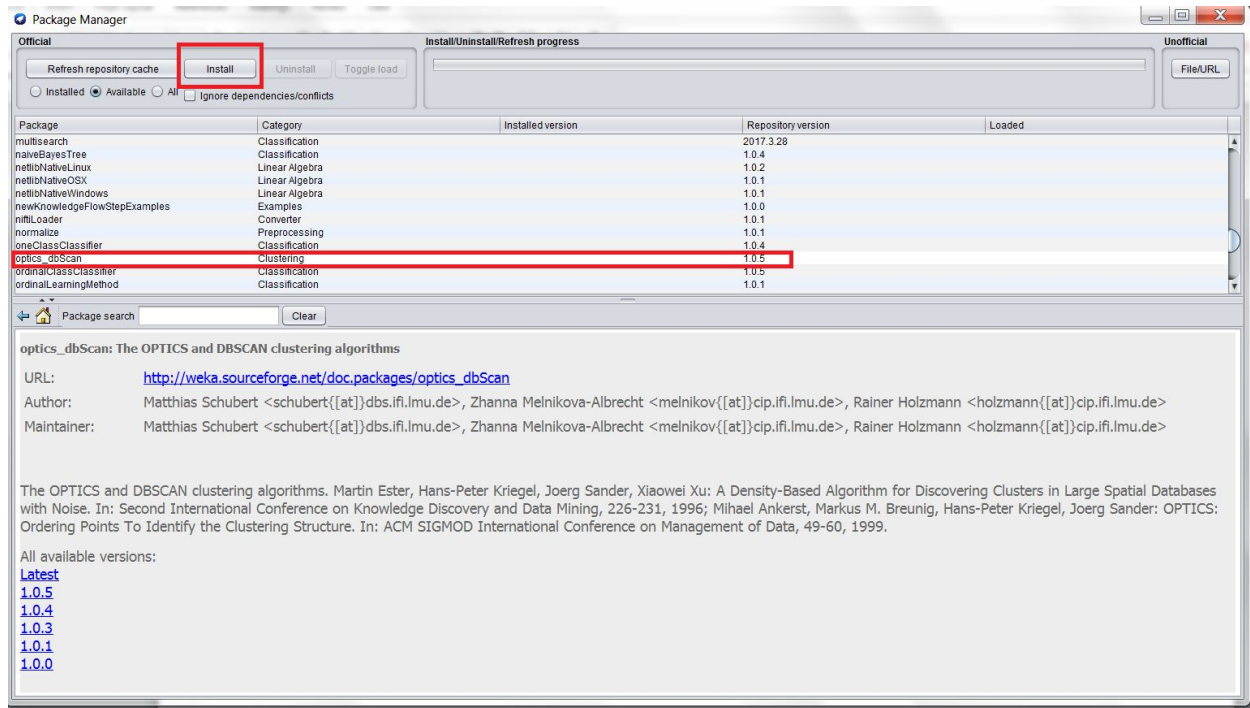 Package Manager
Official
Install/Uninstall/Refresh progress
Unofficial
Refresh repository cache
Install
Uninstall
Toggle load
File/URL
Installed
Available
All
Ignore dependencies/conflicts
Package Category Installed version Repository version Loaded
multisearch Classification 2017.3.28
naiveBayesTree Classification 1.0.4
netlibNativeLinux Linear Algebra 1.0.2
netlibNativeOSX Linear Algebra 1.0.1
netlibNativeWindows Linear Algebra 1.0.1
newKnowledgeFlowStepExamples Examples 1.0.0
niftiLoader Converter 1.0.1
normalize Preprocessing 1.0.1
oneClassClassifier Classification 1.0.4
optics_dbScan Clustering 1.0.5
ordinalClassClassifier Classification 1.0.5
ordinalLearningMethod Classification 1.0.1
Package search
Clear
optics_dbScan: The OPTICS and DBSCAN clustering algorithms
URL: http://weka.sourceforge.net/doc.packages/optics_dbScan
Author: Matthias Schubert <schubert{[at]}dbs.ifi.lmu.de>, Zhanna Melnikova-Albrecht <melnikov{[at]}cip.ifi.lmu.de>, Rainer Holzmann <holzmann{[at]}cip.ifi.lmu.de>
Maintainer: Matthias Schubert <schubert{[at]}dbs.ifi.lmu.de>, Zhanna Melnikova-Albrecht <melnikov{[at]}cip.ifi.lmu.de>, Rainer Holzmann <holzmann{[at]}cip.ifi.lmu.de>
The OPTICS and DBSCAN clustering algorithms. Martin Ester, Hans-Peter Kriegel, Joerg Sander, Xiaowei Xu: A Density-Based Algorithm for Discovering Clusters in Large Spatial Databases
with Noise. In: Second International Conference on Knowledge Discovery and Data Mining, 226-231, 1996; Mihael Ankerst, Markus M. Breunig, Hans-Peter Kriegel, Joerg Sander: OPTICS:
Ordering Points To Identify the Clustering Structure. In: ACM SIGMOD International Conference on Management of Data, 49-60, 1999.
All available versions:
Latest
1.0.5
1.0.4
1.0.3
1.0.1
1.0.0